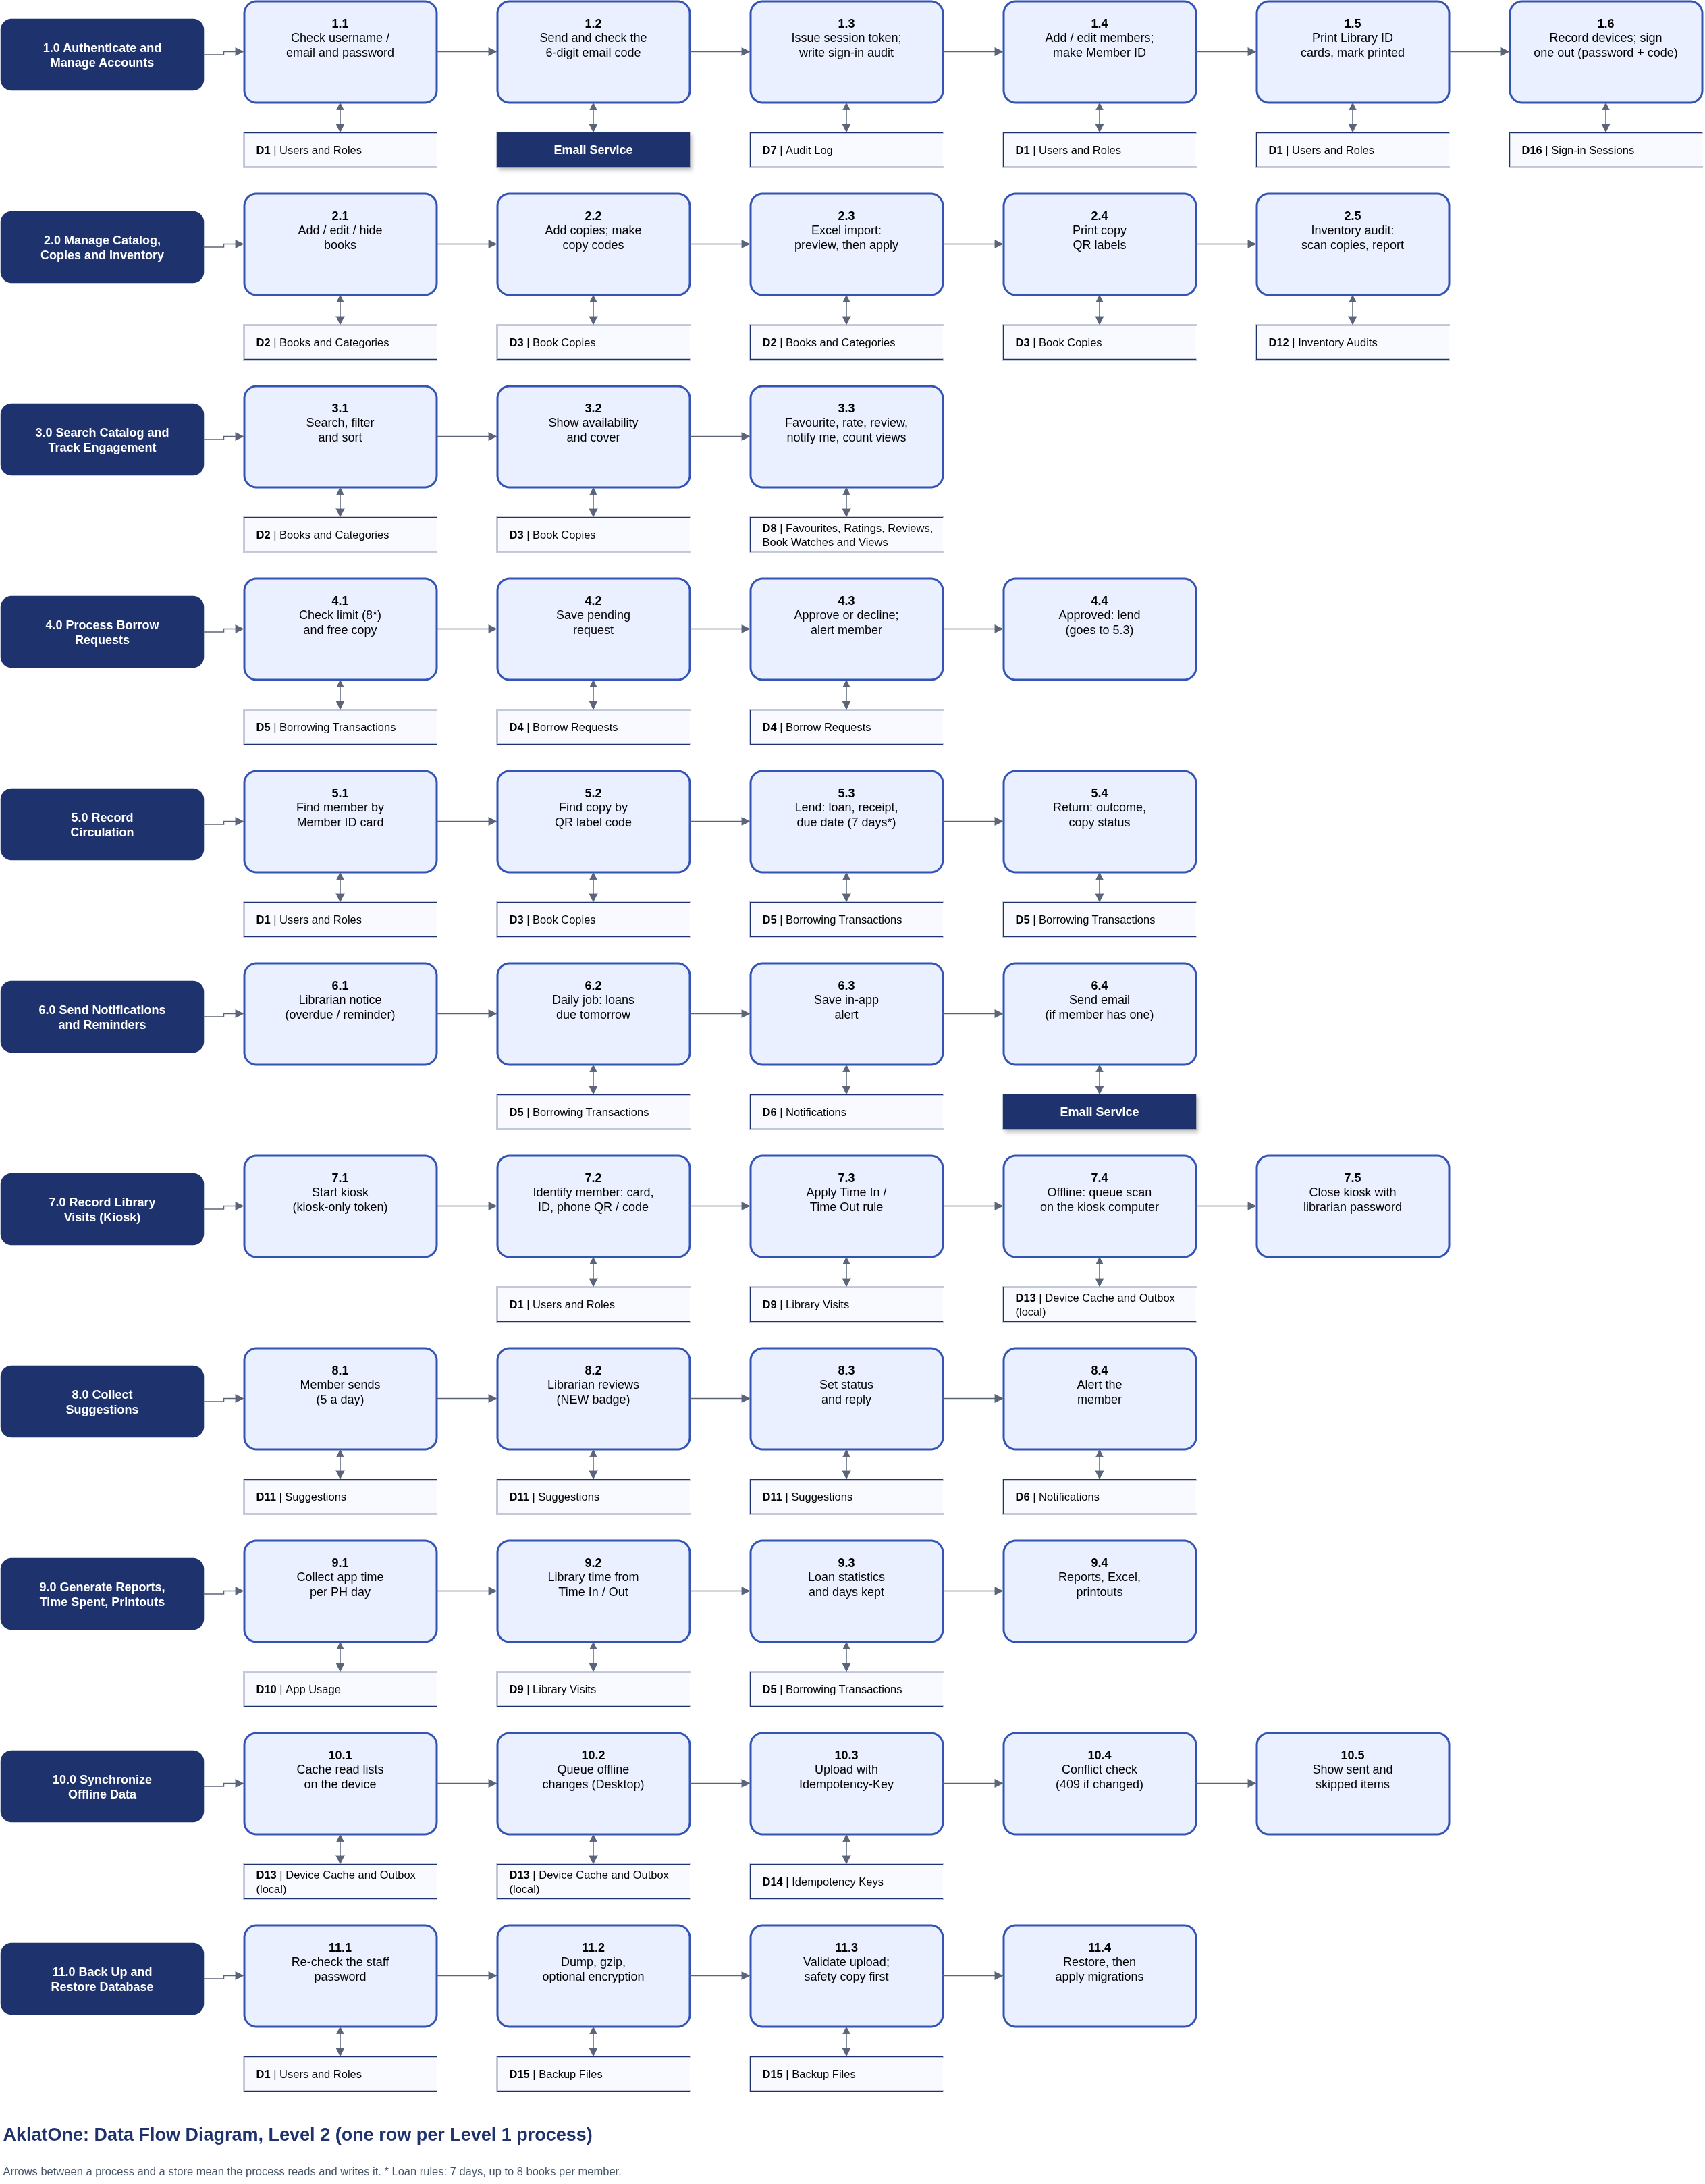 1.0 Authenticate and
Manage Accounts
1.1
Check username /
email and password
1.2
Send and check the
6-digit email code
1.3
Issue session token;
write sign-in audit
1.4
Add / edit members;
make Member ID
1.5
Print Library ID
cards, mark printed
1.6
Record devices; sign
one out (password + code)
D1 | Users and Roles
Email Service
D7 | Audit Log
D1 | Users and Roles
D1 | Users and Roles
D16 | Sign-in Sessions
2.0 Manage Catalog,
Copies and Inventory
2.1
Add / edit / hide
books
2.2
Add copies; make
copy codes
2.3
Excel import:
preview, then apply
2.4
Print copy
QR labels
2.5
Inventory audit:
scan copies, report
D2 | Books and Categories
D3 | Book Copies
D2 | Books and Categories
D3 | Book Copies
D12 | Inventory Audits
3.0 Search Catalog and
Track Engagement
3.1
Search, filter
and sort
3.2
Show availability
and cover
3.3
Favourite, rate, review,
notify me, count views
D2 | Books and Categories
D3 | Book Copies
D8 | Favourites, Ratings, Reviews,
Book Watches and Views
4.0 Process Borrow
Requests
4.1
Check limit (8*)
and free copy
4.2
Save pending
request
4.3
Approve or decline;
alert member
4.4
Approved: lend
(goes to 5.3)
D5 | Borrowing Transactions
D4 | Borrow Requests
D4 | Borrow Requests
5.0 Record
Circulation
5.1
Find member by
Member ID card
5.2
Find copy by
QR label code
5.3
Lend: loan, receipt,
due date (7 days*)
5.4
Return: outcome,
copy status
D1 | Users and Roles
D3 | Book Copies
D5 | Borrowing Transactions
D5 | Borrowing Transactions
6.0 Send Notifications
and Reminders
6.1
Librarian notice
(overdue / reminder)
6.2
Daily job: loans
due tomorrow
6.3
Save in-app
alert
6.4
Send email
(if member has one)
D5 | Borrowing Transactions
D6 | Notifications
Email Service
7.0 Record Library
Visits (Kiosk)
7.1
Start kiosk
(kiosk-only token)
7.2
Identify member: card,
ID, phone QR / code
7.3
Apply Time In /
Time Out rule
7.4
Offline: queue scan
on the kiosk computer
7.5
Close kiosk with
librarian password
D1 | Users and Roles
D9 | Library Visits
D13 | Device Cache and Outbox
(local)
8.0 Collect
Suggestions
8.1
Member sends
(5 a day)
8.2
Librarian reviews
(NEW badge)
8.3
Set status
and reply
8.4
Alert the
member
D11 | Suggestions
D11 | Suggestions
D11 | Suggestions
D6 | Notifications
9.0 Generate Reports,
Time Spent, Printouts
9.1
Collect app time
per PH day
9.2
Library time from
Time In / Out
9.3
Loan statistics
and days kept
9.4
Reports, Excel,
printouts
D10 | App Usage
D9 | Library Visits
D5 | Borrowing Transactions
10.0 Synchronize
Offline Data
10.1
Cache read lists
on the device
10.2
Queue offline
changes (Desktop)
10.3
Upload with
Idempotency-Key
10.4
Conflict check
(409 if changed)
10.5
Show sent and
skipped items
D13 | Device Cache and Outbox
(local)
D13 | Device Cache and Outbox
(local)
D14 | Idempotency Keys
11.0 Back Up and
Restore Database
11.1
Re-check the staff
password
11.2
Dump, gzip,
optional encryption
11.3
Validate upload;
safety copy first
11.4
Restore, then
apply migrations
D1 | Users and Roles
D15 | Backup Files
D15 | Backup Files
AklatOne: Data Flow Diagram, Level 2 (one row per Level 1 process)
Arrows between a process and a store mean the process reads and writes it. * Loan rules: 7 days, up to 8 books per member.